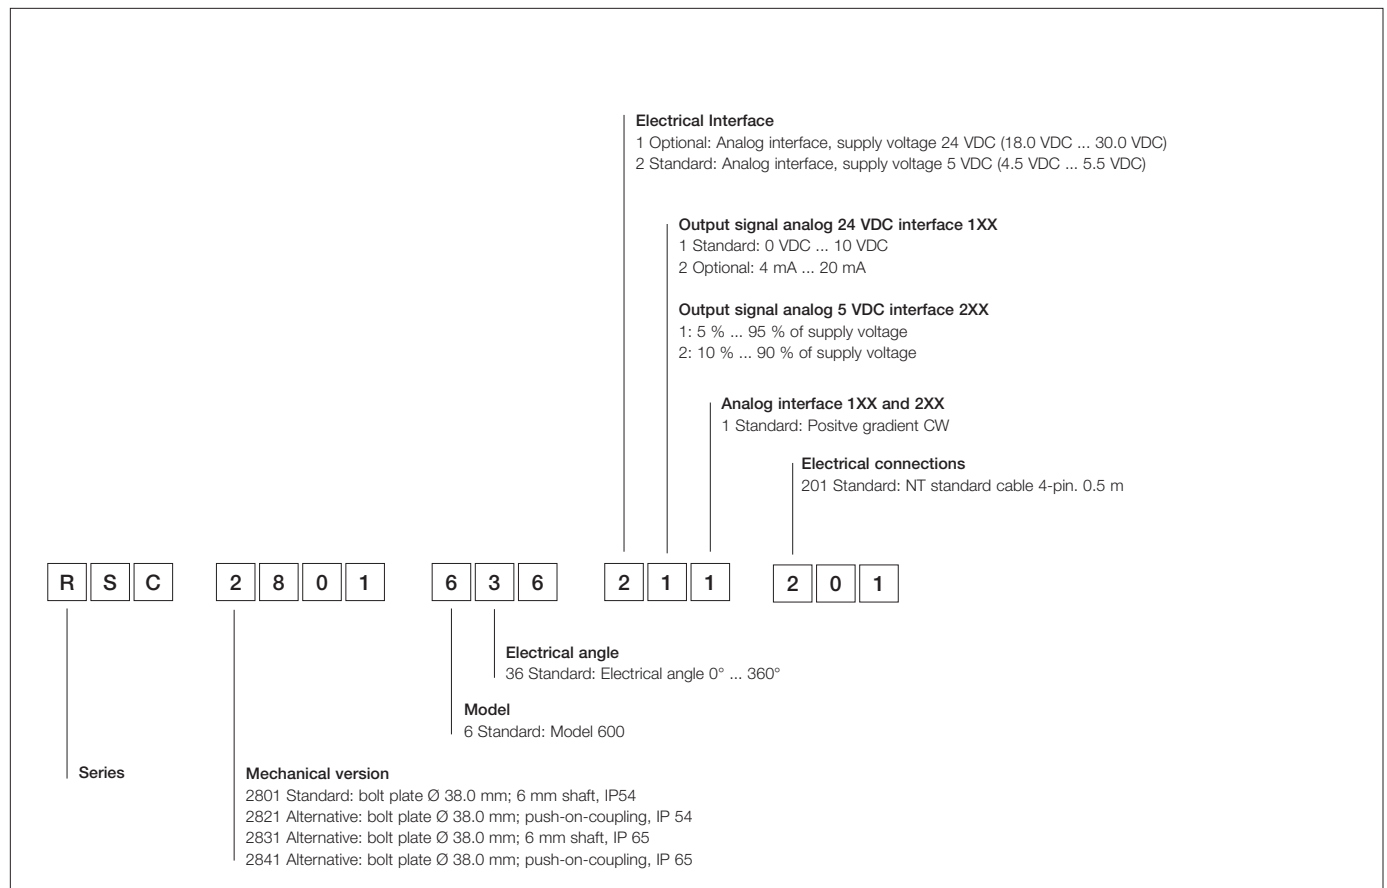 Electrical Interface
1 Optional: Analog interface, supply voltage 24 VDC (18.0 VDC ... 30.0 VDC)
2 Standard: Analog interface, supply voltage 5 VDC (4.5 VDC ... 5.5 VDC)
Output signal analog 24 VDC interface 1XX
1 Standard: 0 VDC ... 10 VDC
2 Optional: 4 mA ... 20 mA
Output signal analog 5 VDC interface 2XX
1: 5 % ... 95 % of supply voltage
2: 10 % ... 90 % of supply voltage
Analog interface 1XX and 2XX
1 Standard: Positve gradient CW
Electrical connections
201 Standard: NT standard cable 4-pin. 0.5 m
R S C 2 8 0 1 6 3 6 2 1 1 2 0 1
Electrical angle
36 Standard: Electrical angle 0° ... 360°
Model
6 Standard: Model 600
Series
Mechanical version
2801 Standard: bolt plate Ø 38.0 mm; 6 mm shaft, IP54
2821 Alternative: bolt plate Ø 38.0 mm; push-on-coupling, IP 54
2831 Alternative: bolt plate Ø 38.0 mm; 6 mm shaft, IP 65
2841 Alternative: bolt plate Ø 38.0 mm; push-on-coupling, IP 65